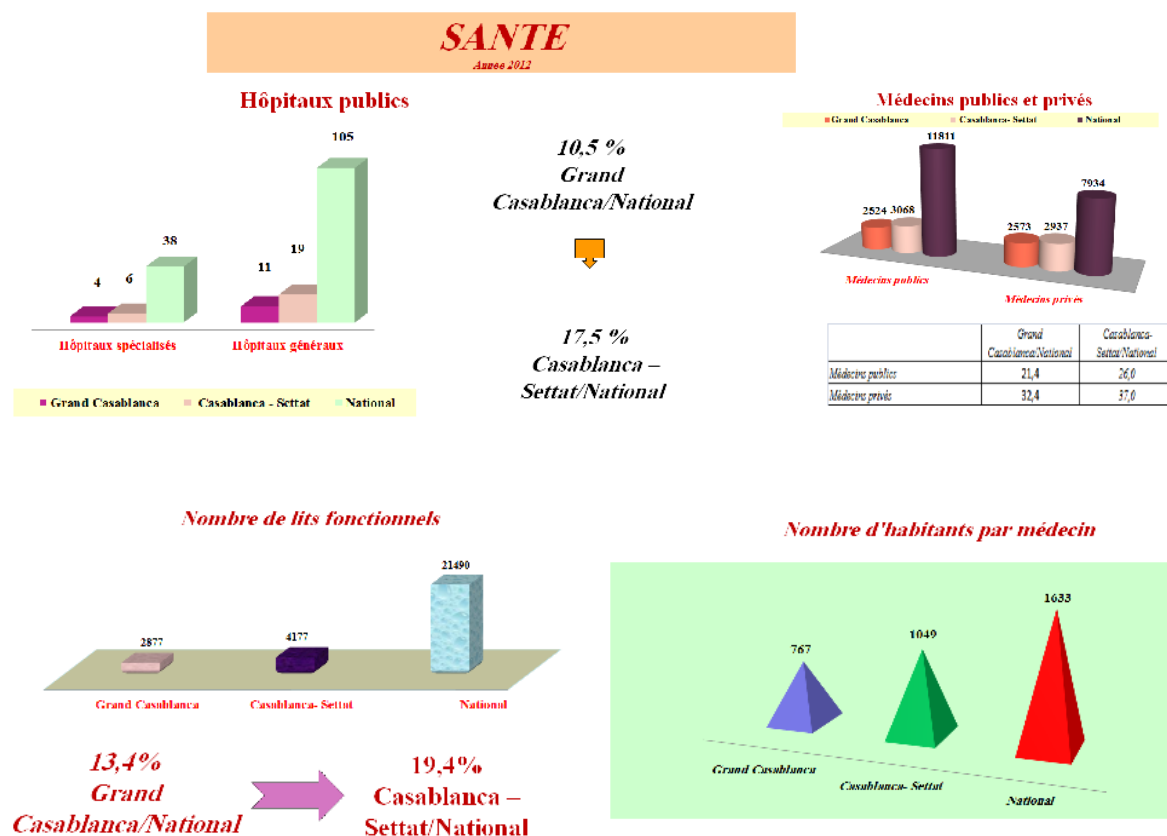 SANTE
Annee 2012
Hôpitaux publics
105
38
19
11
6
4
Hôpitaux spécialisés
Hôpitaux généraux
Grand Casablanca
Casablanca - Settat
National
10,5 %
Grand
Casablanca/National
17,5 %
Casablanca –
Settat/National
Médecins publics et privés
Grand Casablanca
Casablanca- Settat
National
11811
7934
2524
3068
2573
2937
Médecins publics
Médecins privés
Grand
Casablanca/National
Casablanca-
Settat/National
Médecins publics
21,4
26,0
Médecins privés
32,4
37,0
Nombre de lits fonctionnels
21490
2877
4177
Grand Casablanca
Casablanca- Settat
National
13,4%
Grand
Casablanca/National
19,4%
Casablanca –
Settat/National
Nombre d'habitants par médecin
1633
1049
767
Grand Casablanca
Casablanca- Settat
National